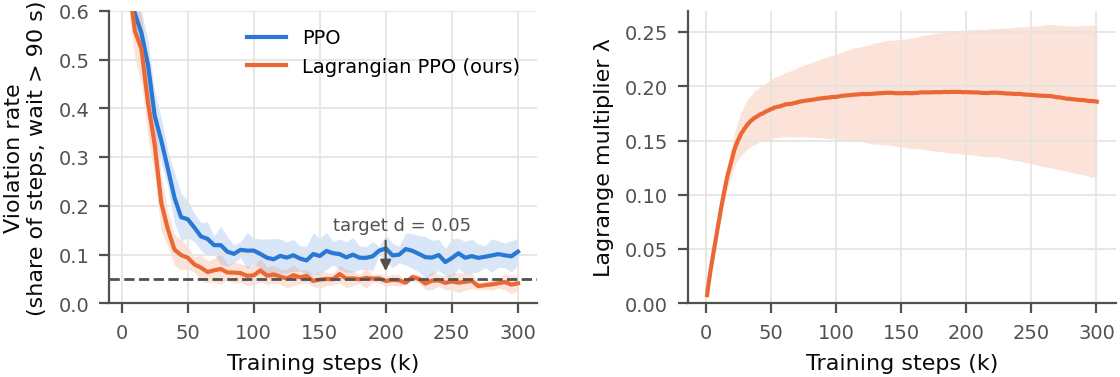 Violation rate
(share of steps, wait > 90 s)
0.6
0.5
0.4
0.3
0.2
0.1
0.0
PPO
Lagrangian PPO (ours)
target d = 0.05
0 50 100 150 200 250 300
Training steps (k)
Lagrange multiplier λ
0.25
0.20
0.15
0.10
0.05
0.00
0 50 100 150 200 250 300
Training steps (k)